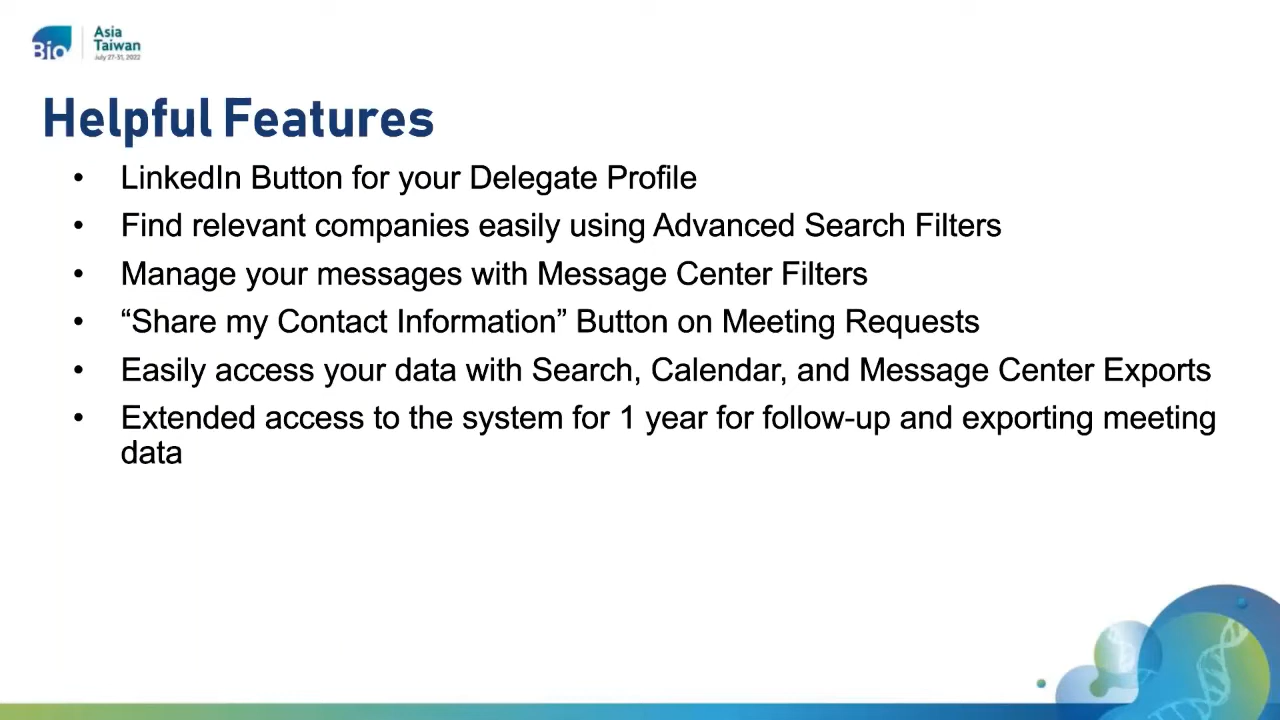 Bio
Asia
Taiwan
July 27-31, 2022
Helpful Features
• LinkedIn Button for your Delegate Profile
• Find relevant companies easily using Advanced Search Filters
• Manage your messages with Message Center Filters
• “Share my Contact Information” Button on Meeting Requests
• Easily access your data with Search, Calendar, and Message Center Exports
• Extended access to the system for 1 year for follow-up and exporting meeting
data